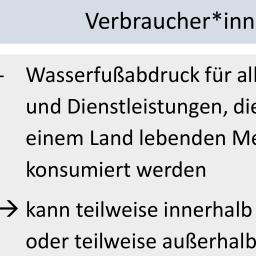 Verbraucher*inn
- Wasserfußabdruck für all
und Dienstleistungen, die
einem Land lebenden Me
konsumiert werden
→ kann teilweise innerhalb
oder teilweise außerhalb